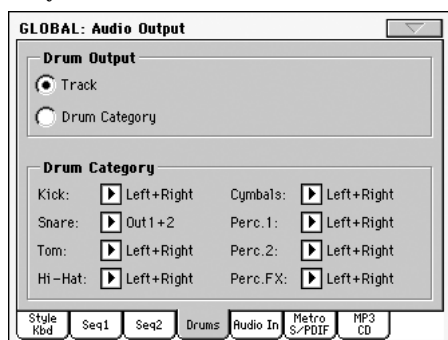 GLOBAL: Audio Output
Drum Output
Track
Drum Category
Drum Category
Kick: Left+Right Cymbals: Left+Right
Snare: Out1+2 Perc.1: Left+Right
Tom: Left+Right Perc.2: Left+Right
Hi-Hat: Left+Right Perc.FX: Left+Right
Style Kbd Seq1 Seq2 Drums Audio In Metro S/PDIF MP3 CD